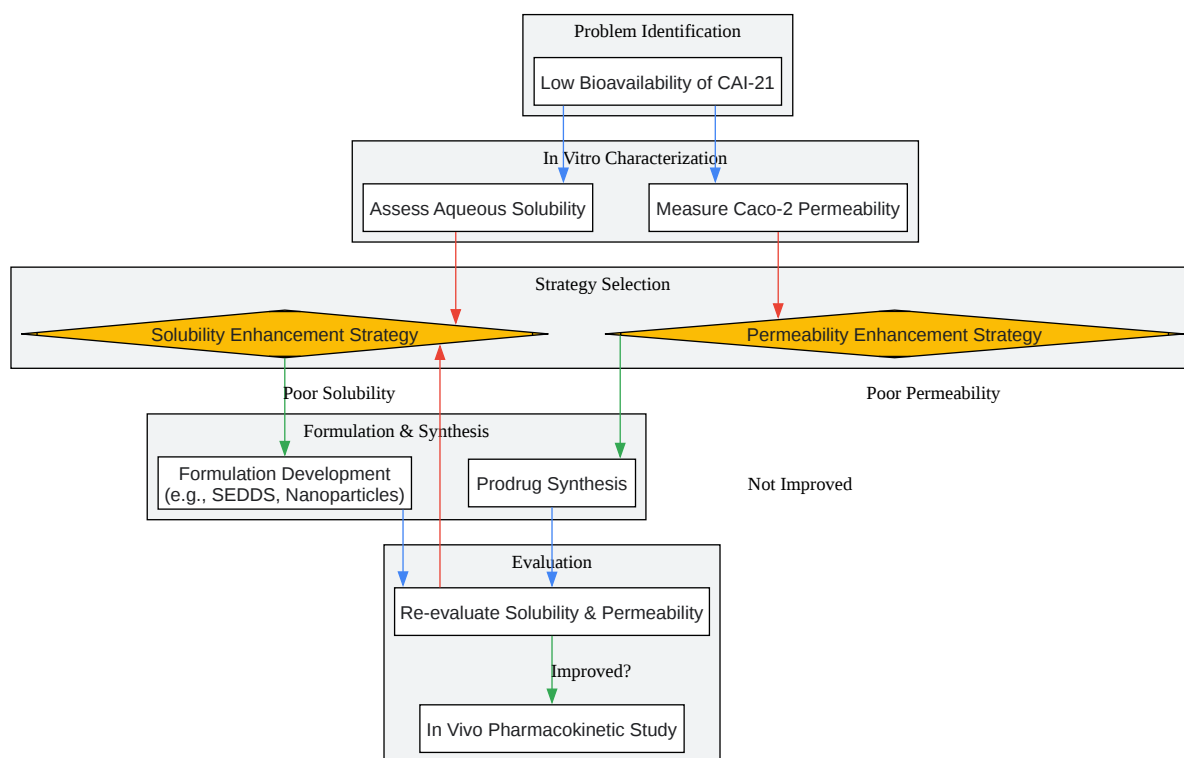 Problem Identification
Low Bioavailability of CAI-21
In Vitro Characterization
Assess Aqueous Solubility
Measure Caco-2 Permeability
Strategy Selection
Solubility Enhancement Strategy
Permeability Enhancement Strategy
Poor Solubility
Poor Permeability
Formulation & Synthesis
Formulation Development
(e.g., SEDDS, Nanoparticles)
Prodrug Synthesis
Not Improved
Evaluation
Re-evaluate Solubility & Permeability
Improved?
In Vivo Pharmacokinetic Study